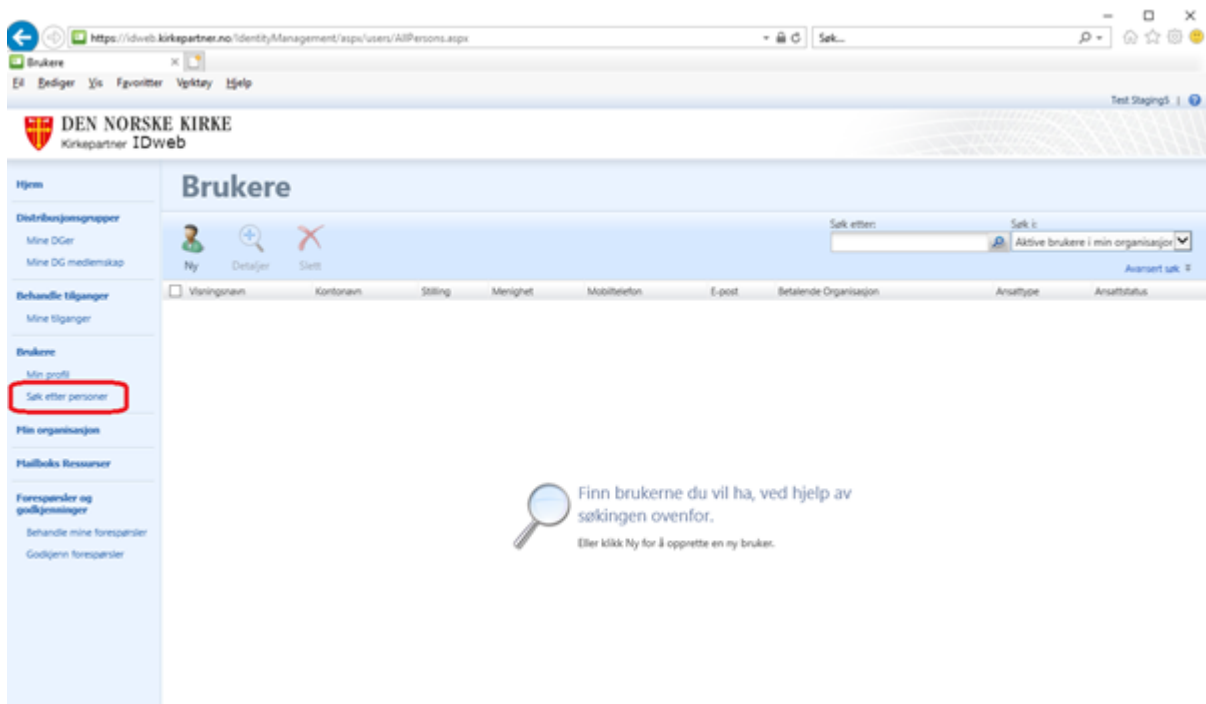 https://idweb.kirkepartner.no/IdentityManagement/aspx/users/AllPersons.aspx
Søk...
Brukere
Fil Rediger Vis Favoritter Verktøy Hjelp
Test Staging5 |
DEN NORSKE KIRKE
Kirkepartner IDweb
Hjem
Distribusjonsgrupper
Mine DGer
Mine DG medlemskap
Behandle tilganger
Mine tilganger
Brukere
Min profil
Søk etter personer
Min organisasjon
Mailboks Ressurser
Forespørsler og
godkjenninger
Behandle mine forespørsler
Godkjenn forespørsler
Brukere
Ny Detaljer Slett
Søk etter: Søk i:
Aktive brukere i min organisasjor
Avansert søk
Visningsnavn Kontonavn Stilling Menighet Mobiltelefon E-post Betalende Organisasjon Ansattype Ansattstatus
Finn brukerne du vil ha, ved hjelp av
søkingen ovenfor.
Eller klikk Ny for å opprette en ny bruker.